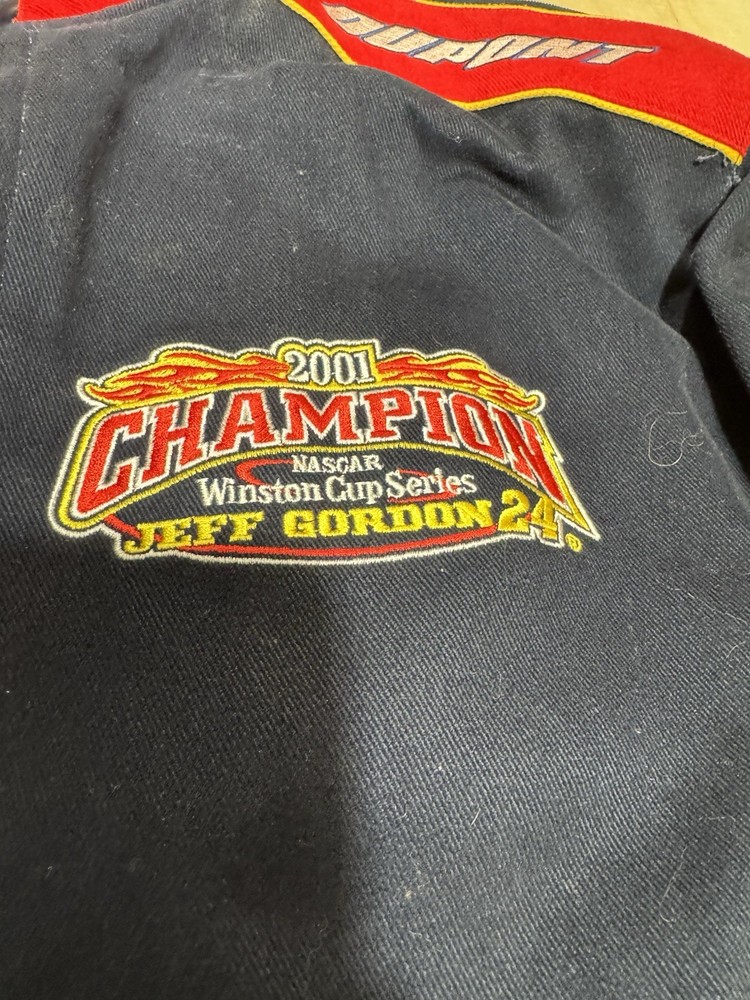 DUPONT
2001
CHAMPION
NASCAR
Winston Cup Series
JEFF GORDON 24®